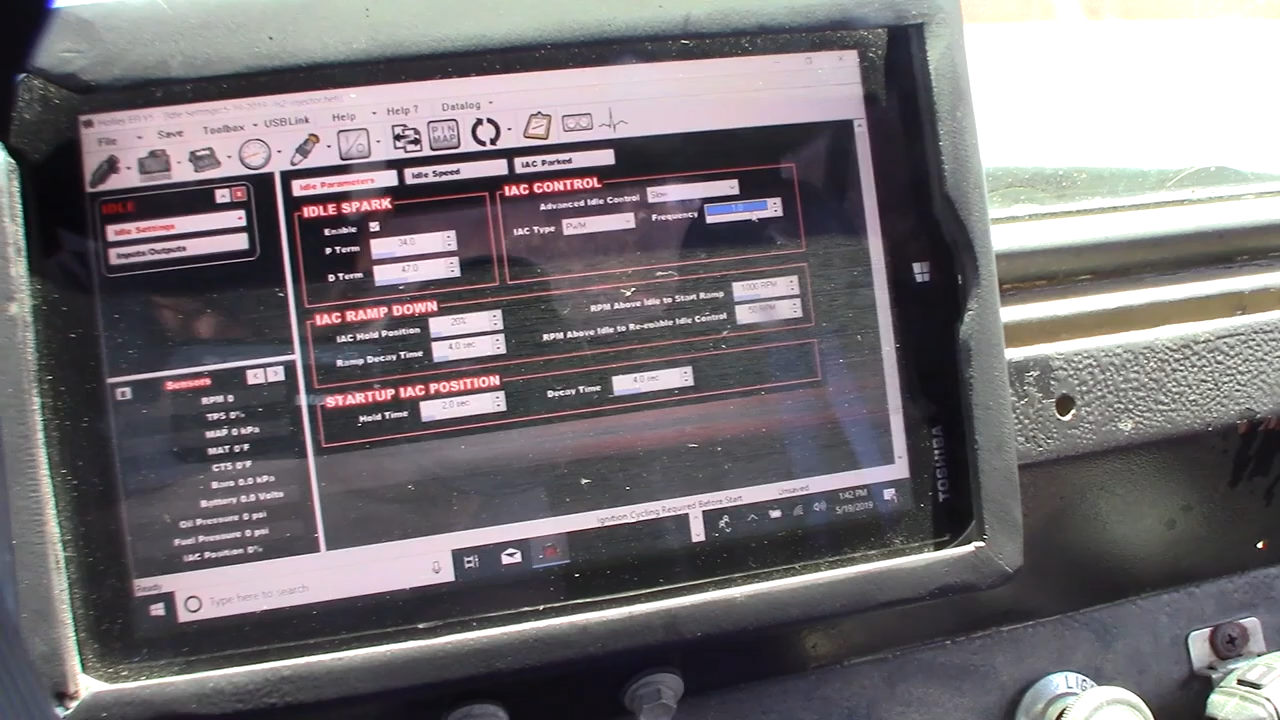 Holley EFI
File Save Toolbox USB Link Help Help ? Datalog
I/O PIN MAP
IDLE
Idle Settings
Inputs/Outputs
Idle Parameters Idle Speed IAC Parked
IDLE SPARK
Enable
P Term 34.0
D Term 47.0
IAC CONTROL
Advanced Idle Control Slow
IAC Type PWM Frequency 1.0
IAC RAMP DOWN
IAC Hold Position 20%
Ramp Decay Time 4.0 sec
RPM Above Idle to Start Ramp 1000 RPM
RPM Above Idle to Re-enable Idle Control 50 RPM
STARTUP IAC POSITION
Hold Time 2.0 sec
Decay Time 4.0 sec
Sensors
RPM 0
TPS 0%
MAP 0 kPa
MAT 0°F
CTS 0°F
Baro 0.0 kPa
Battery 0.0 Volts
Oil Pressure 0 psi
Fuel Pressure 0 psi
IAC Position 0%
Ignition Cycling Required Before Start Unsaved
Ready
Type here to search
1:42 PM
5/19/2019
TOSHIBA